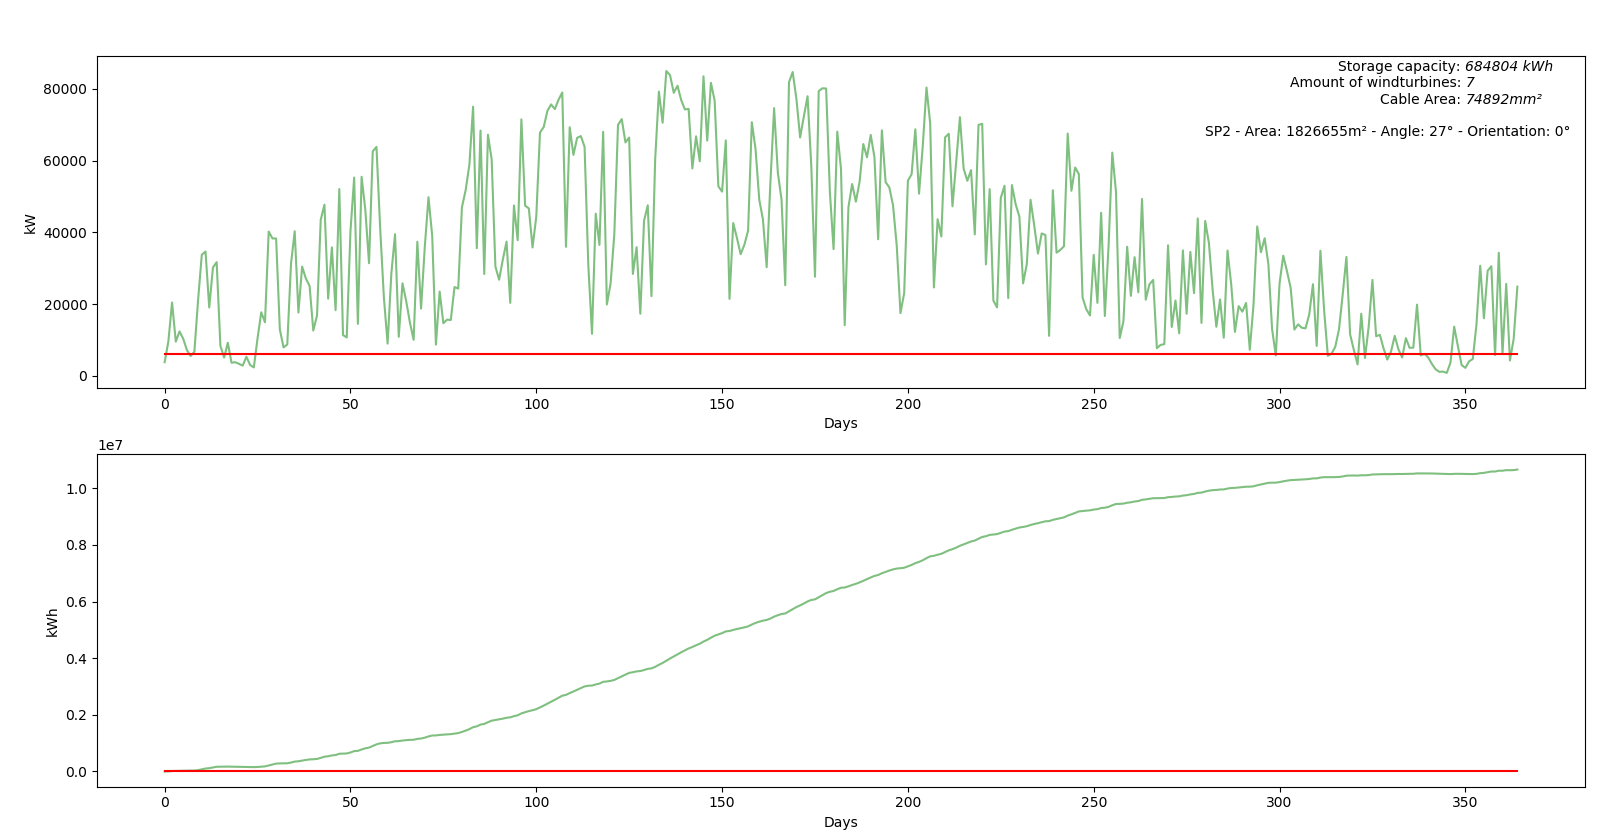 Storage capacity: 684804 kWh
Amount of windturbines: 7
Cable Area: 74892mm²
SP2 - Area: 1826655m² - Angle: 27° - Orientation: 0°
80000
60000
40000
20000
0
kW
0 50 100 150 200 250 300 350
Days
1e7
1.0
0.8
0.6
0.4
0.2
0.0
kWh
0 50 100 150 200 250 300 350
Days